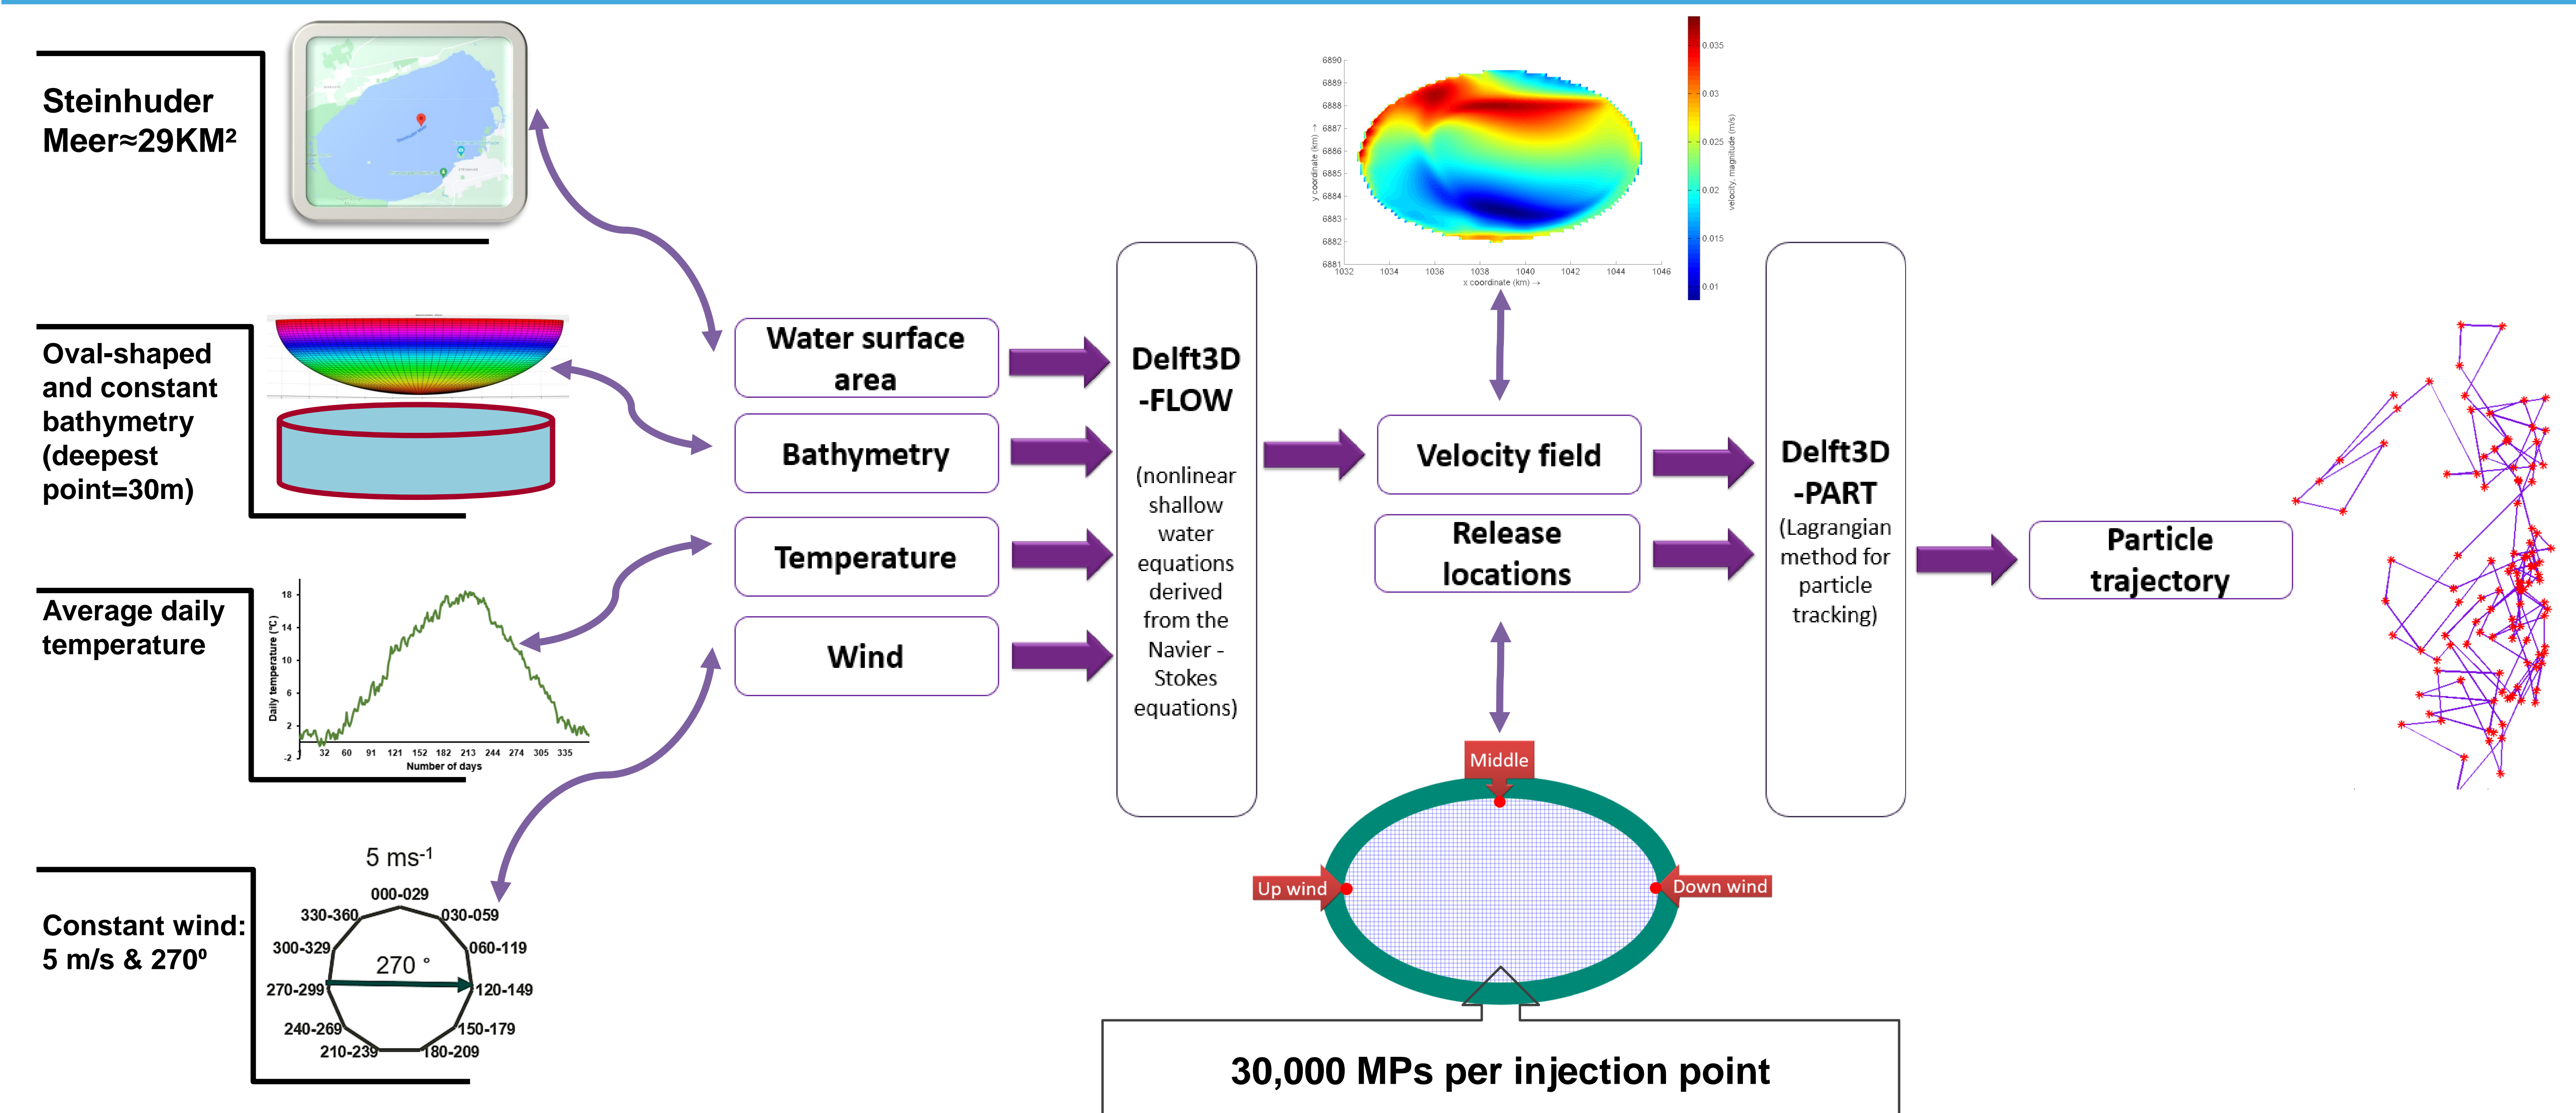 Steinhuder
Meer≈29KM²
Oval-shaped
and constant
bathymetry
(deepest
point=30m)
Average daily
temperature
Daily temperature (°C)
18
14
10
6
2
-2
32 60 91 121 152 182 213 244 274 305 335
Number of days
Constant wind:
5 m/s & 270⁰
5 ms-1
000-029
330-360
030-059
300-329
060-119
270 °
270-299
120-149
240-269
150-179
210-239
180-209
Water surface
area
Bathymetry
Temperature
Wind
Delft3D
-FLOW
(nonlinear
shallow
water
equations
derived
from the
Navier -
Stokes
equations)
6890
6889
6888
6887
6886
6885
6884
6883
6882
6881
y coordinate (km) →
1032 1034 1036 1038 1040 1042 1044 1046
x coordinate (km) →
0.035
0.03
0.025
0.02
0.015
0.01
velocity, magnitude (m/s)
Velocity field
Release
locations
Middle
Up wind
Down wind
30,000 MPs per injection point
Delft3D
-PART
(Lagrangian
method for
particle
tracking)
Particle
trajectory